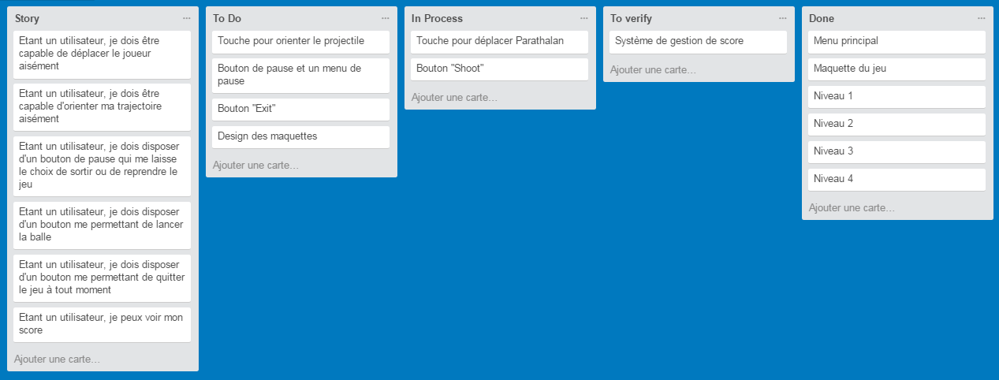 Story
...
Etant un utilisateur, je dois être
capable de déplacer le joueur
aisément
Etant un utilisateur, je dois être
capable d'orienter ma trajectoire
aisément
Etant un utilisateur, je dois disposer
d'un bouton de pause qui me laisse
le choix de sortir ou de reprendre le
jeu
Etant un utilisateur, je dois disposer
d'un bouton me permettant de lancer
la balle
Etant un utilisateur, je dois disposer
d'un bouton me permettant de quitter
le jeu à tout moment
Etant un utilisateur, je peux voir mon
score
Ajouter une carte...
To Do
...
Touche pour orienter le projectile
Bouton de pause et un menu de
pause
Bouton "Exit"
Design des maquettes
Ajouter une carte...
In Process
...
Touche pour déplacer Parathalan
Bouton "Shoot"
Ajouter une carte...
To verify
...
Système de gestion de score
Ajouter une carte...
Done
...
Menu principal
Maquette du jeu
Niveau 1
Niveau 2
Niveau 3
Niveau 4
Ajouter une carte...